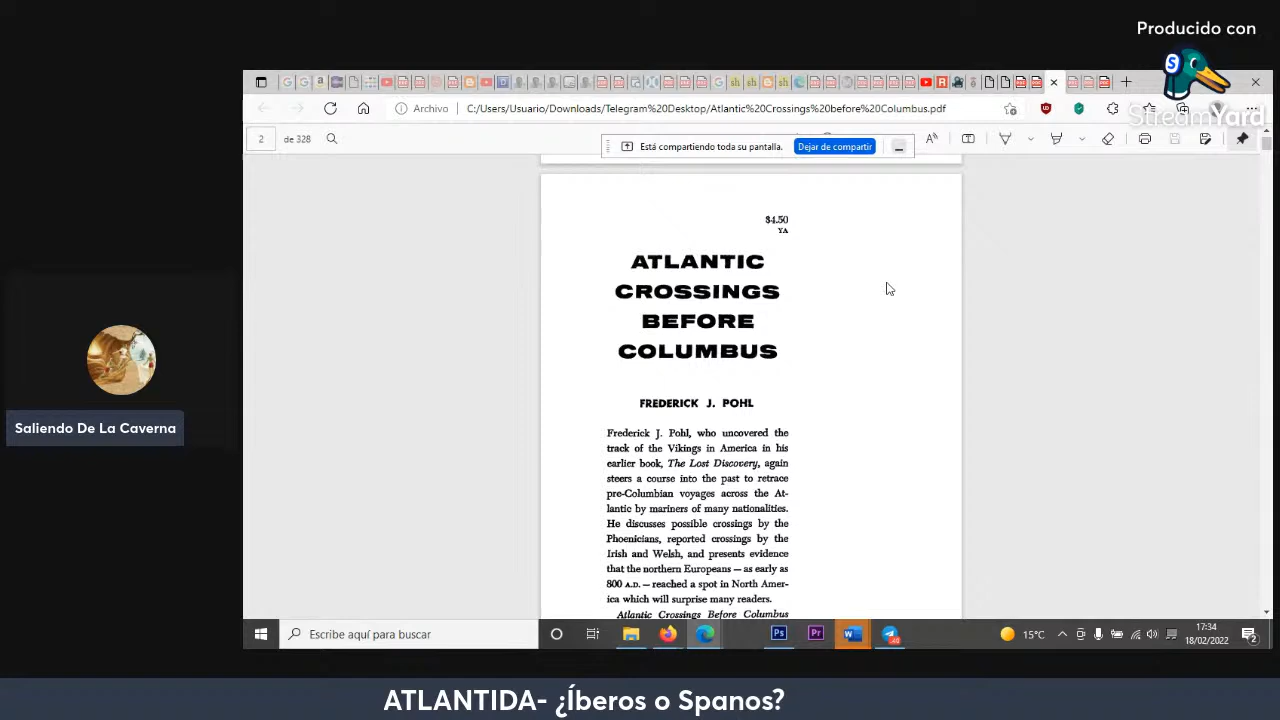 Producido con
StreamYard
Archivo C:/Users/Usuario/Downloads/Telegram%20Desktop/Atlantic%20Crossings%20before%20Columbus.pdf
2 de 328
Está compartiendo toda su pantalla. Dejar de compartir
$4.50
YA
ATLANTIC
CROSSINGS
BEFORE
COLUMBUS
FREDERICK J. POHL
Frederick J. Pohl, who uncovered the
track of the Vikings in America in his
earlier book, The Lost Discovery, again
steers a course into the past to retrace
pre-Columbian voyages across the At-
lantic by mariners of many nationalities.
He discusses possible crossings by the
Phoenicians, reported crossings by the
Irish and Welsh, and presents evidence
that the northern Europeans — as early as
800 A.D. — reached a spot in North Amer-
ica which will surprise many readers.
Atlantic Crossings Before Columbus
Saliendo De La Caverna
Escribe aquí para buscar
15°C
17:34
18/02/2022
ATLANTIDA- ¿Íberos o Spanos?